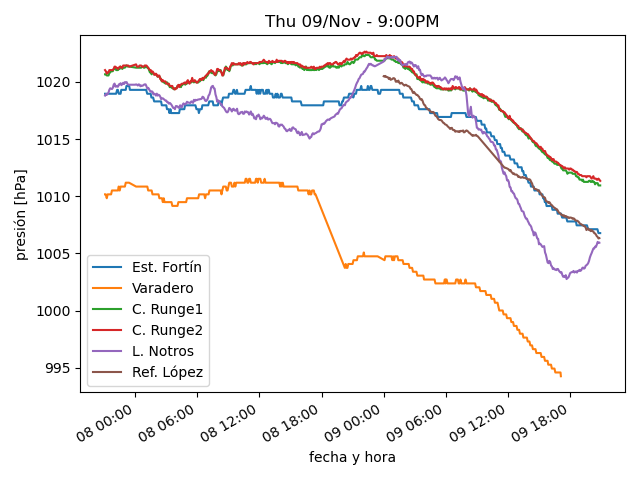 Thu 09/Nov - 9:00PM
presión [hPa]
1020
1015
1010
1005
1000
995
Est. Fortín
Varadero
C. Runge1
C. Runge2
L. Notros
Ref. López
08 00:00
08 06:00
08 12:00
08 18:00
09 00:00
09 06:00
09 12:00
09 18:00
fecha y hora